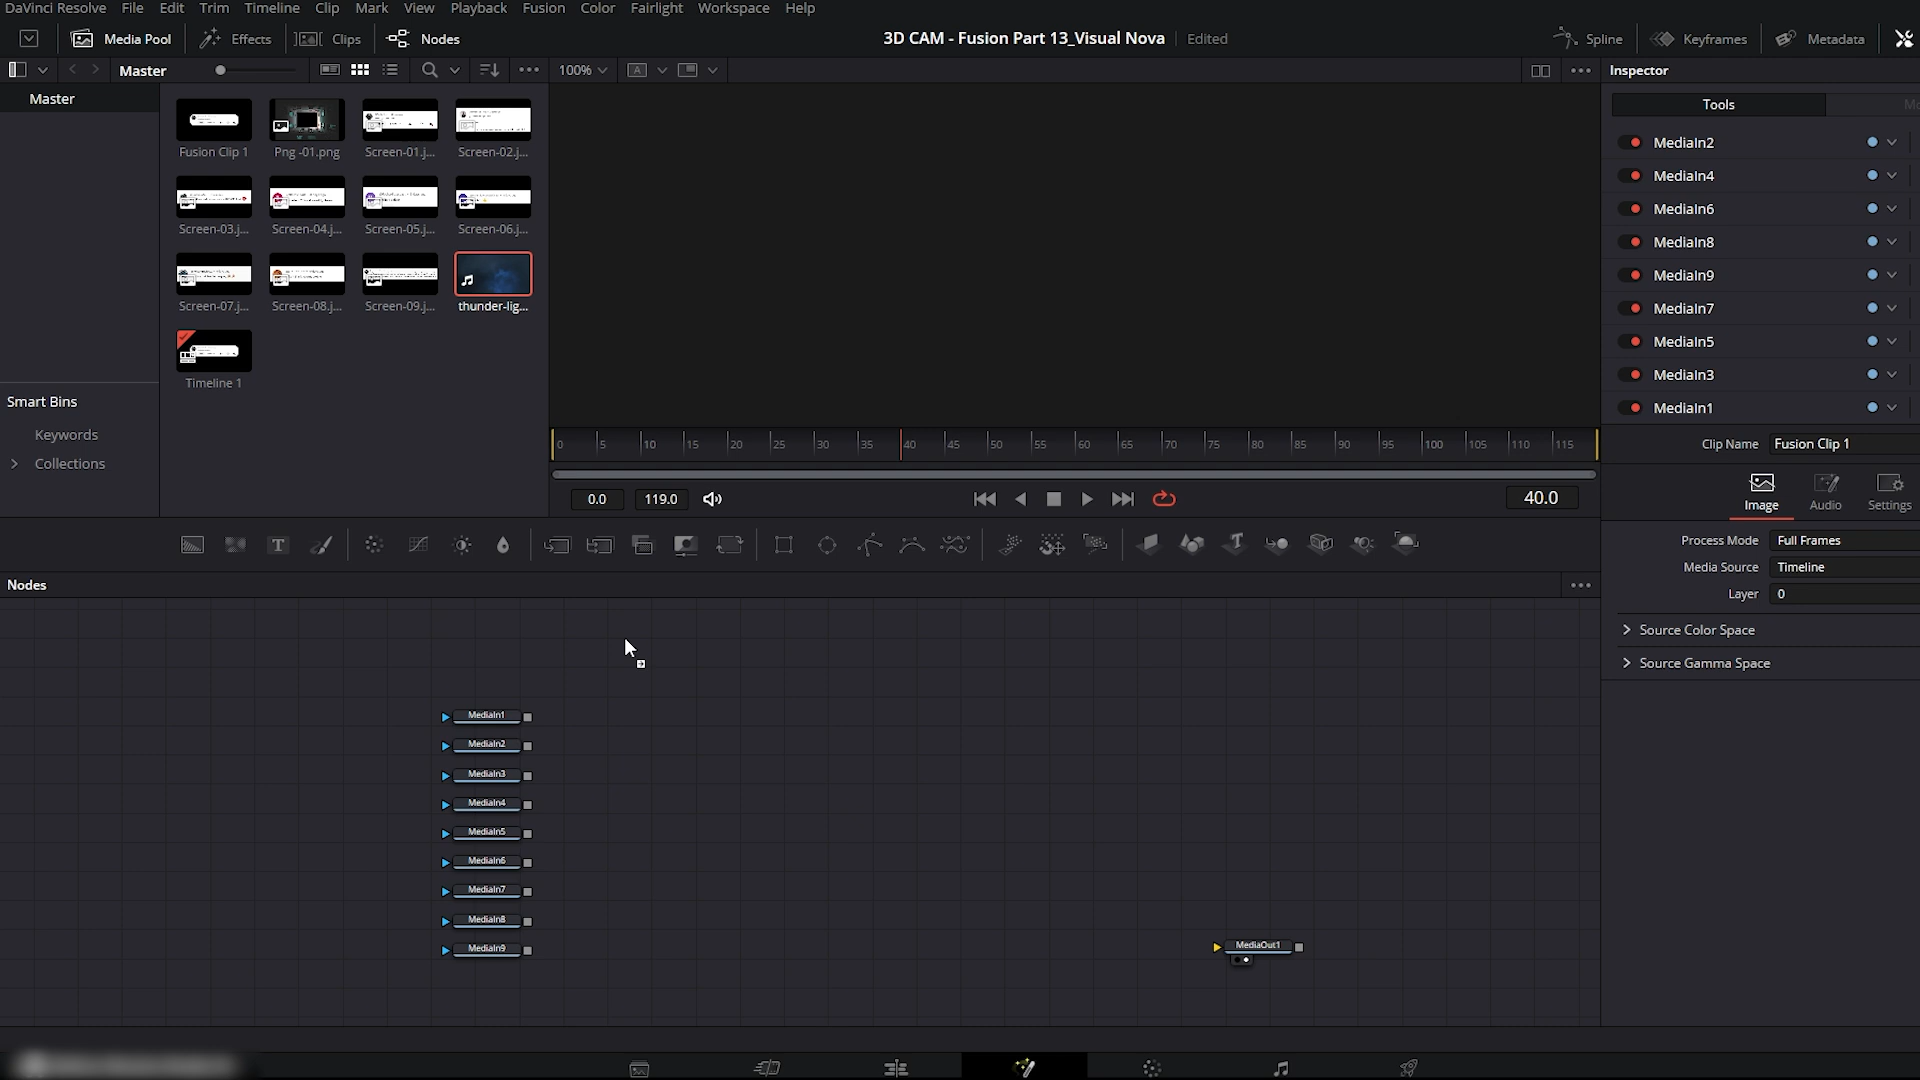 DaVinci Resolve File Edit Trim Timeline Clip Mark View Playback Fusion Color Fairlight Workspace Help
Media Pool Effects Clips Nodes
3D CAM - Fusion Part 13_Visual Nova Edited
Spline Keyframes Metadata
Master
100%
A
Inspector
Master
Tools
Fusion Clip 1
Png -01.png
Screen-01.j...
Screen-02.j...
Screen-03.j...
Screen-04.j...
Screen-05.j...
Screen-06.j...
Screen-07.j...
Screen-08.j...
Screen-09.j...
thunder-lig...
Timeline 1
Smart Bins
Keywords
Collections
MediaIn2
MediaIn4
MediaIn6
MediaIn8
MediaIn9
MediaIn7
MediaIn5
MediaIn3
MediaIn1
Clip Name Fusion Clip 1
0 5 10 15 20 25 30 35 40 45 50 55 60 65 70 75 80 85 90 95 100 105 110 115
0.0 119.0
40.0
Image Audio Settings
Process Mode Full Frames
Media Source Timeline
Layer 0
Source Color Space
Source Gamma Space
T
Nodes
MediaIn1
MediaIn2
MediaIn3
MediaIn4
MediaIn5
MediaIn6
MediaIn7
MediaIn8
MediaIn9
MediaOut1